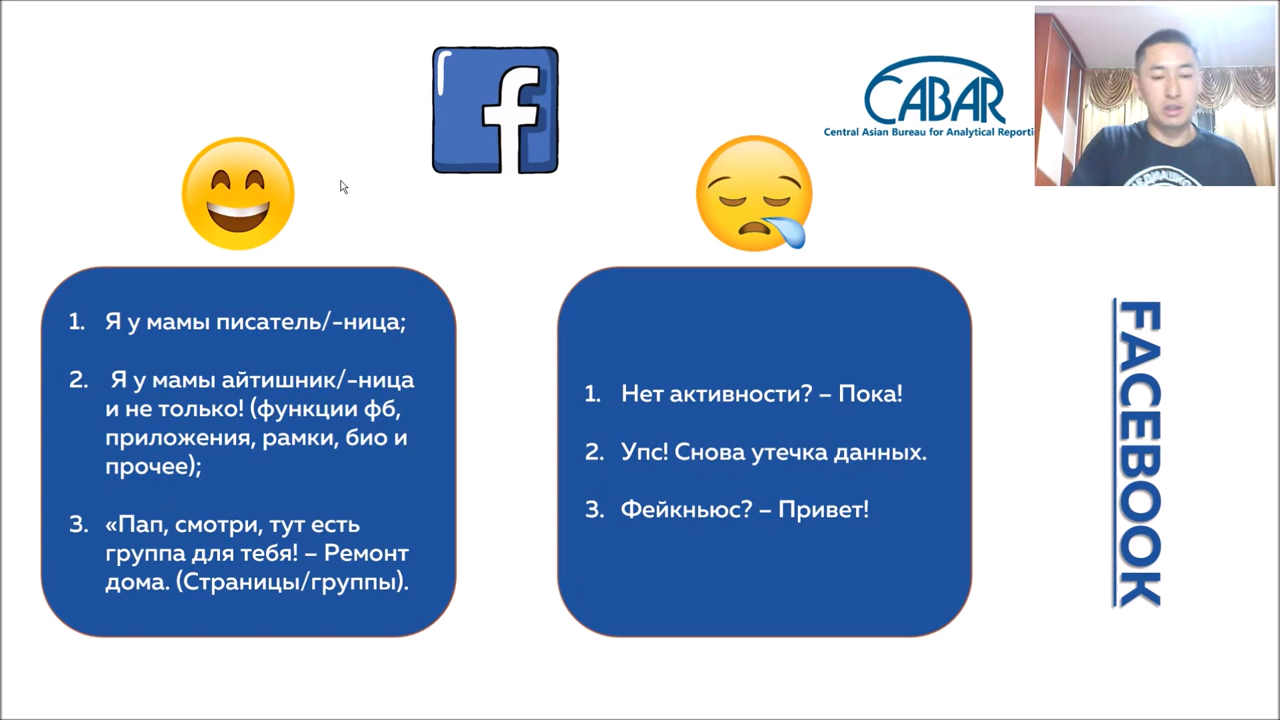 CABAR
Central Asian Bureau for Analytical
1. Я у мамы писатель/-ница;
2. Я у мамы айтишник/-ница
и не только! (функции фб,
приложения, рамки, био и
прочее);
3. «Пап, смотри, тут есть
группа для тебя! – Ремонт
дома. (Страницы/группы).
1. Нет активности? – Пока!
2. Упс! Снова утечка данных.
3. Фейкньюс? – Привет!
FACEBOOK